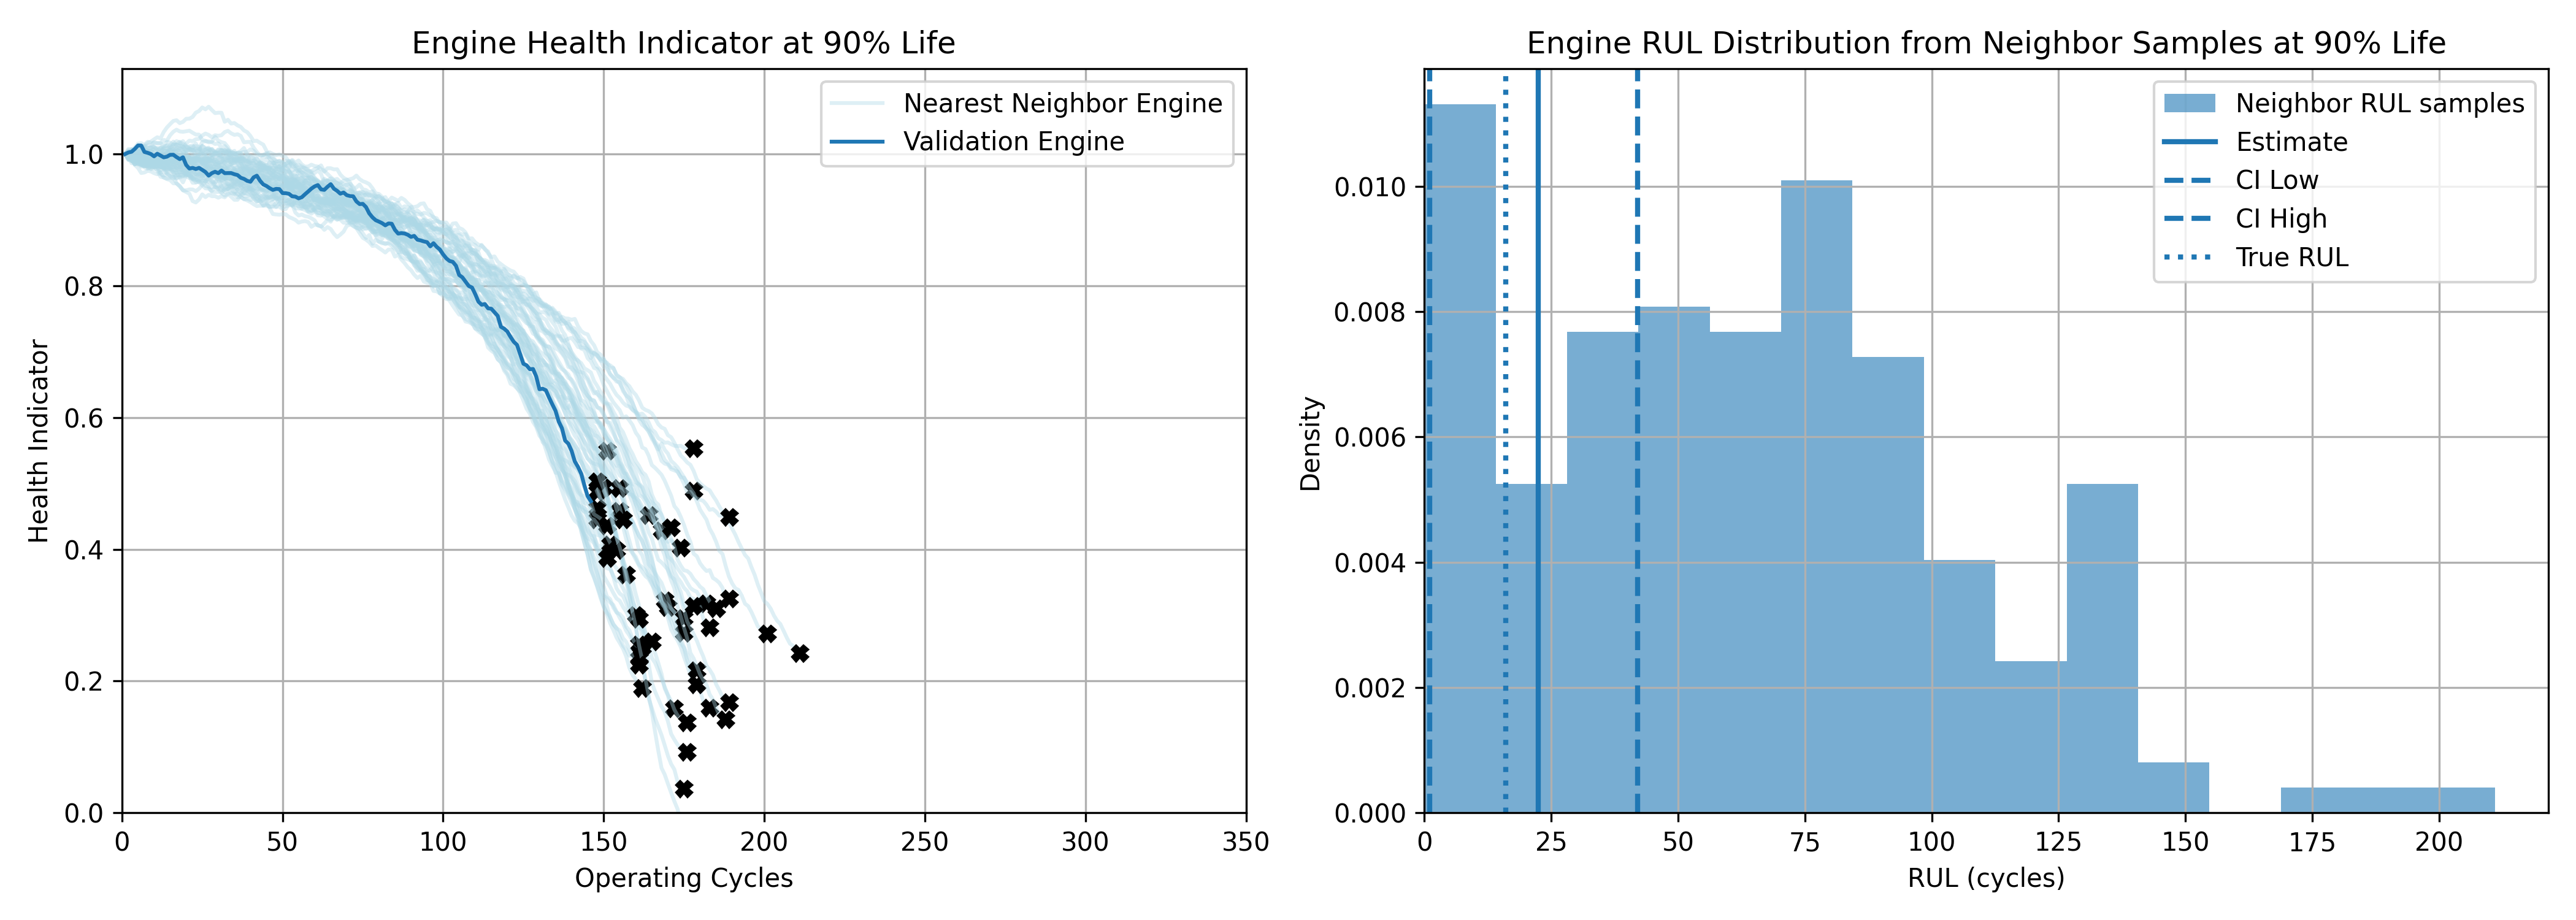 Engine Health Indicator at 90% Life
Nearest Neighbor Engine
Validation Engine
Health Indicator
1.0
0.8
0.6
0.4
0.2
0.0
0 50 100 150 200 250 300 350
Operating Cycles
Engine RUL Distribution from Neighbor Samples at 90% Life
Neighbor RUL samples
Estimate
CI Low
CI High
True RUL
Density
0.010
0.008
0.006
0.004
0.002
0.000
0 25 50 75 100 125 150 175 200
RUL (cycles)